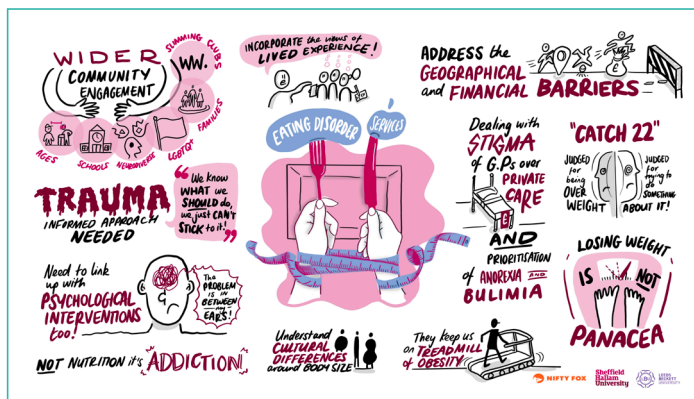 WIDER
COMMUNITY
ENGAGEMENT
SLIMMING CLUBS
WW.
FAMILIES
LGBTQ+
NEURODIVERSE
SCHOOLS
AGES
INCORPORATE the views of
LIVED EXPERIENCE!
ADDRESS the
GEOGRAPHICAL
and FINANCIAL BARRIERS
EATING DISORDER
SERVICES
Dealing with
STIGMA
of G.Ps over
PRIVATE
CARE
AND
PRIORITISATION
of ANOREXIA AND
BULIMIA
"CATCH 22"
JUDGED
for
being
OVER
WEIGHT
JUDGED
for
trying
to do
SOMETHING
ABOUT IT!
TRAUMA
INFORMED APPROACH
NEEDED
"We know
WHAT we
SHOULD do,
we just CAN'T
STICK to it!"
LOSING WEIGHT
IS NOT
A
PANACEA
Need to link
up with
PSYCHOLOGICAL
INTERVENTIONS
too!
The
PROBLEM
IS IN
BETWEEN
my
EARS!
NOT NUTRITION it's ADDICTION!
Understand
CULTURAL
DIFFERENCES
around BODY SIZE
They keep us
on TREADMILL
of OBESITY
NIFTY FOX
Sheffield
Hallam
University
LEEDS
BECKETT
UNIVERSITY